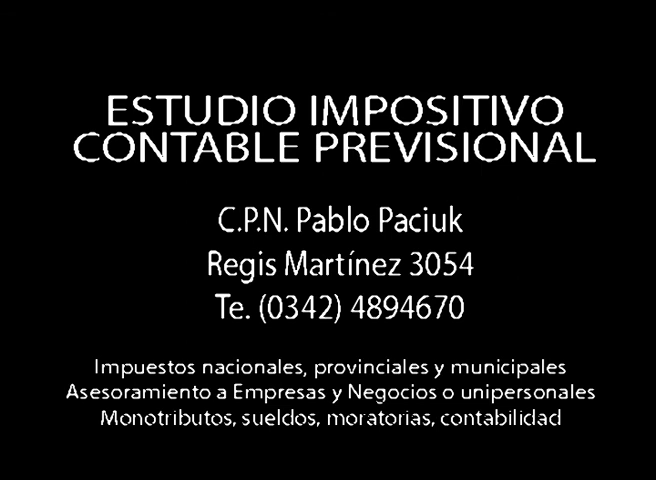 ESTUDIO IMPOSITIVO
CONTABLE PREVISIONAL
C.P.N. Pablo Paciuk
Regis Martínez 3054
Te. (0342) 4894670
Impuestos nacionales, provinciales y municipales
Asesoramiento a Empresas y Negocios o unipersonales
Monotributos, sueldos, moratorias, contabilidad